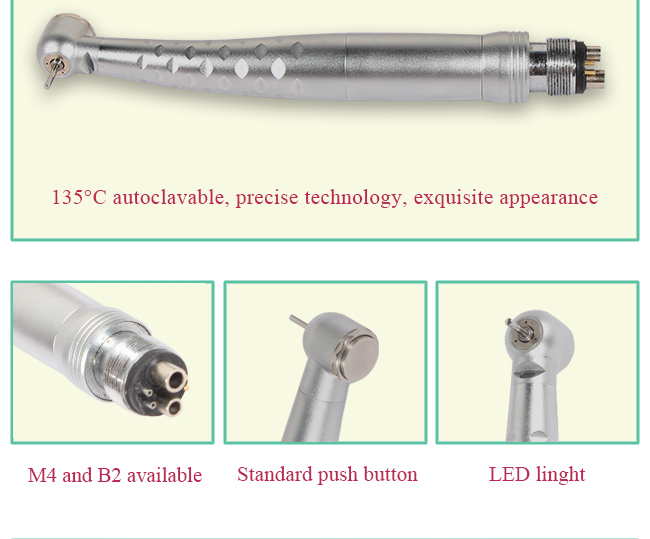 135°C autoclavable, precise technology, exquisite appearance
M4 and B2 available
Standard push button
LED linght